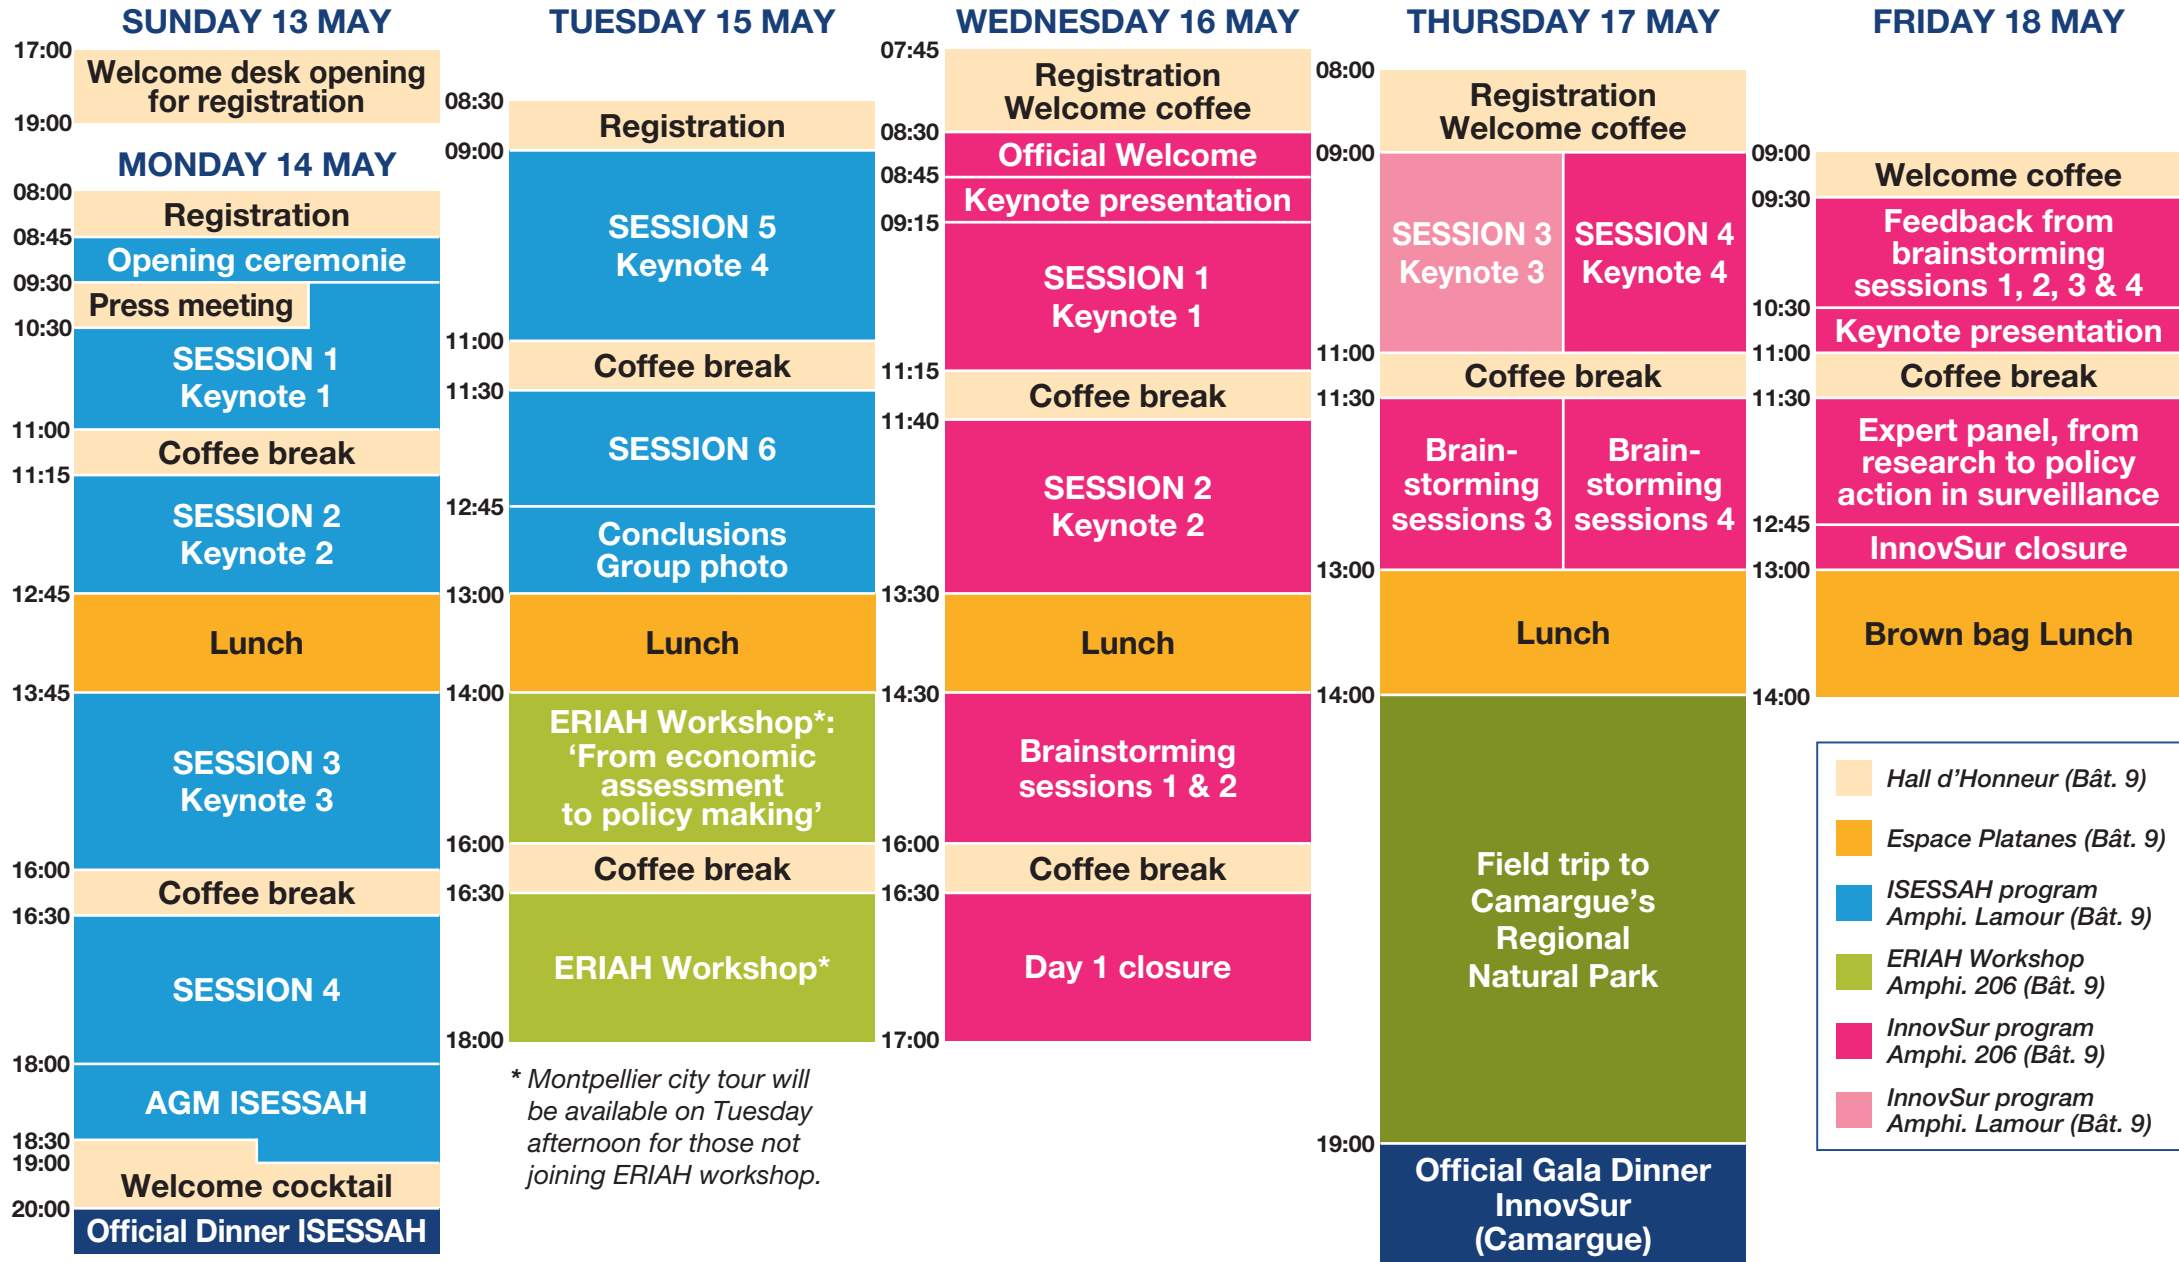 SUNDAY 13 MAY
17:00
Welcome desk opening
for registration
19:00
MONDAY 14 MAY
08:00
Registration
08:45
Opening ceremonie
09:30
Press meeting
10:30
SESSION 1
Keynote 1
11:00
Coffee break
11:15
SESSION 2
Keynote 2
12:45
Lunch
13:45
SESSION 3
Keynote 3
16:00
Coffee break
16:30
SESSION 4
18:00
AGM ISESSAH
18:30
19:00
Welcome cocktail
20:00
Official Dinner ISESSAH
TUESDAY 15 MAY
08:30
Registration
09:00
SESSION 5
Keynote 4
11:00
Coffee break
11:30
SESSION 6
12:45
Conclusions
Group photo
13:00
Lunch
14:00
ERIAH Workshop*:
‘From economic
assessment
to policy making’
16:00
Coffee break
16:30
ERIAH Workshop*
18:00
* Montpellier city tour will
be available on Tuesday
afternoon for those not
joining ERIAH workshop.
WEDNESDAY 16 MAY
07:45
Registration
Welcome coffee
08:30
Official Welcome
08:45
Keynote presentation
09:15
SESSION 1
Keynote 1
11:15
Coffee break
11:40
SESSION 2
Keynote 2
13:30
Lunch
14:30
Brainstorming
sessions 1 & 2
16:00
Coffee break
16:30
Day 1 closure
17:00
THURSDAY 17 MAY
08:00
Registration
Welcome coffee
09:00
SESSION 3
Keynote 3
SESSION 4
Keynote 4
11:00
Coffee break
11:30
Brain-
storming
sessions 3
Brain-
storming
sessions 4
13:00
Lunch
14:00
Field trip to
Camargue’s
Regional
Natural Park
19:00
Official Gala Dinner
InnovSur
(Camargue)
FRIDAY 18 MAY
09:00
Welcome coffee
09:30
Feedback from
brainstorming
sessions 1, 2, 3 & 4
10:30
Keynote presentation
11:00
Coffee break
11:30
Expert panel, from
research to policy
action in surveillance
12:45
InnovSur closure
13:00
Brown bag Lunch
14:00
Hall d’Honneur (Bât. 9)
Espace Platanes (Bât. 9)
ISESSAH program
Amphi. Lamour (Bât. 9)
ERIAH Workshop
Amphi. 206 (Bât. 9)
InnovSur program
Amphi. 206 (Bât. 9)
InnovSur program
Amphi. Lamour (Bât. 9)